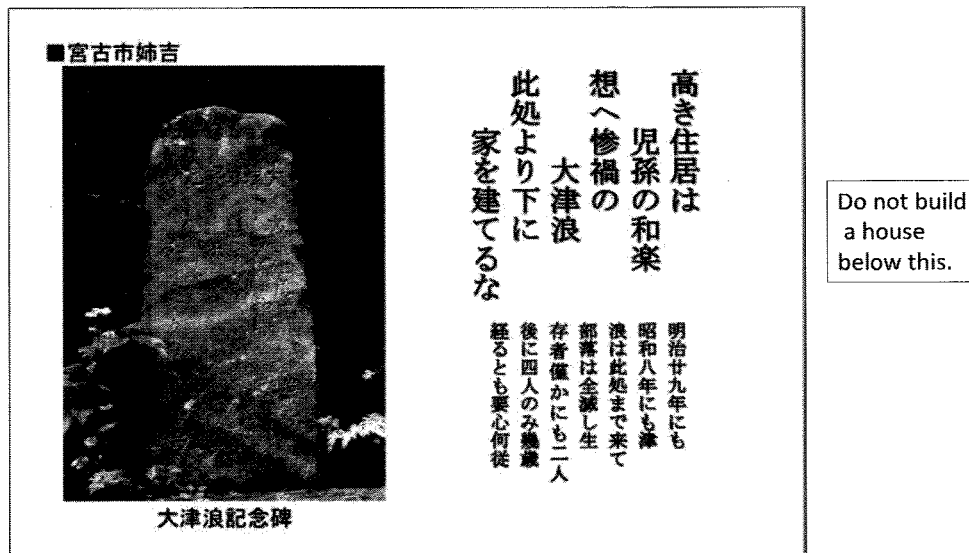 ■宮古市姉吉
大津浪記念碑
高き住居は
児孫の和楽
想へ惨禍の
大津浪
此処より下に
家を建てるな
明治廿九年にも
昭和八年にも津
浪は此処まで来て
部落は全滅し生
存者僅かにも二人
後に四人のみ幾歳
経るとも要心何従
Do not build
a house
below this.